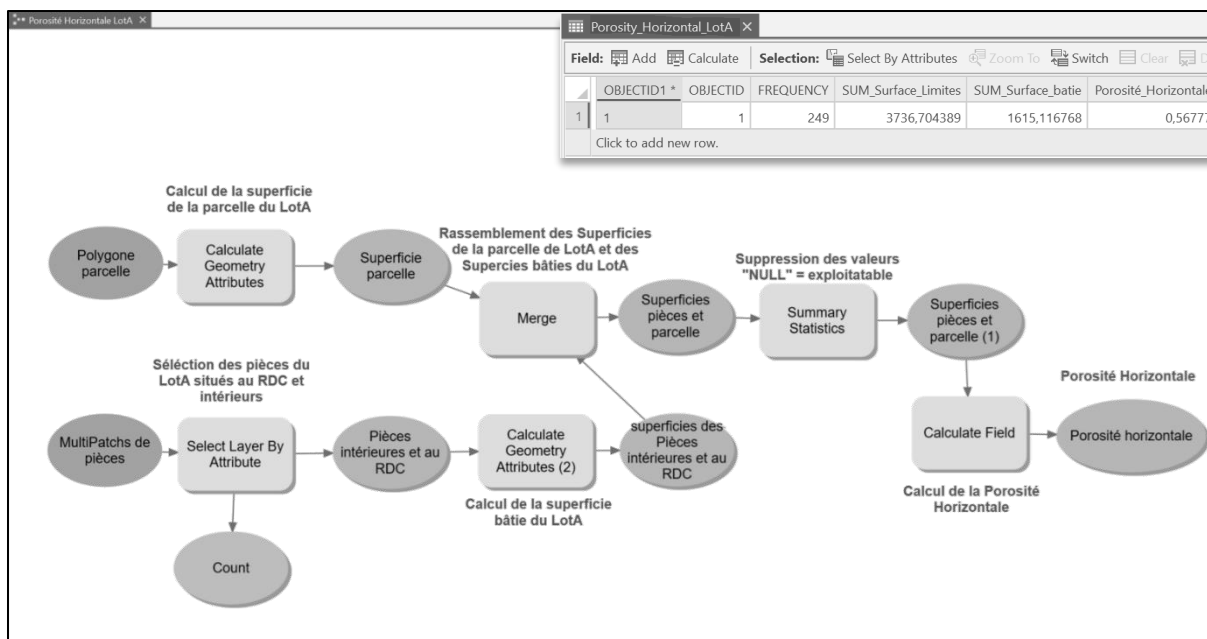 Porosité Horizontale LotA
Porosity_Horizontal_LotA
Field: Add Calculate Selection: Select By Attributes Zoom To Switch Clear
OBJECTID1 * OBJECTID FREQUENCY SUM_Surface_Limites SUM_Surface_batie Porosité_Horizontale
1 1 1 249 3736,704389 1615,116768 0,56777
Click to add new row.
Calcul de la superficie
de la parcelle du LotA
Polygone
parcelle
Calculate
Geometry
Attributes
Superficie
parcelle
Rassemblement des Superficies
de la parcelle de LotA et des
Supercies bâties du LotA
Merge
Superficies
pièces et
parcelle
Suppression des valeurs
"NULL" = exploitatable
Summary
Statistics
Superficies
pièces et
parcelle (1)
Séléction des pièces du
LotA situés au RDC et
intérieurs
MultiPatchs de
pièces
Select Layer By
Attribute
Pièces
intérieures et au
RDC
Calculate
Geometry
Attributes (2)
Calcul de la superficie
bâtie du LotA
superficies des
Pièces
intérieures et au
RDC
Count
Calculate Field
Calcul de la Porosité
Horizontale
Porosité Horizontale
Porosité horizontale